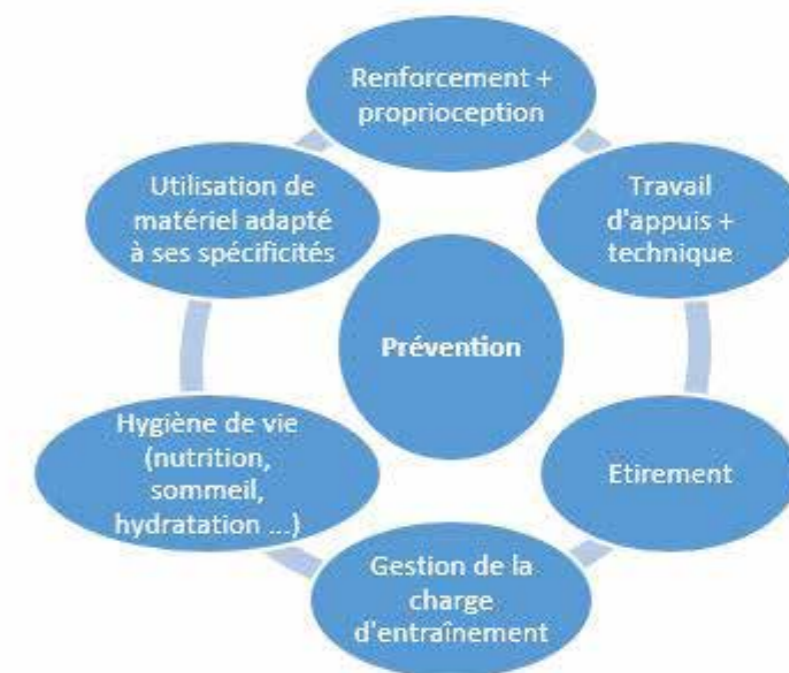 Renforcement +
proprioception
Travail
d'appuis +
technique
Etirement
Gestion de la
charge
d'entraînement
Hygiène de vie
(nutrition,
sommeil,
hydratation ...)
Utilisation de
matériel adapté
à ses spécificités
Prévention